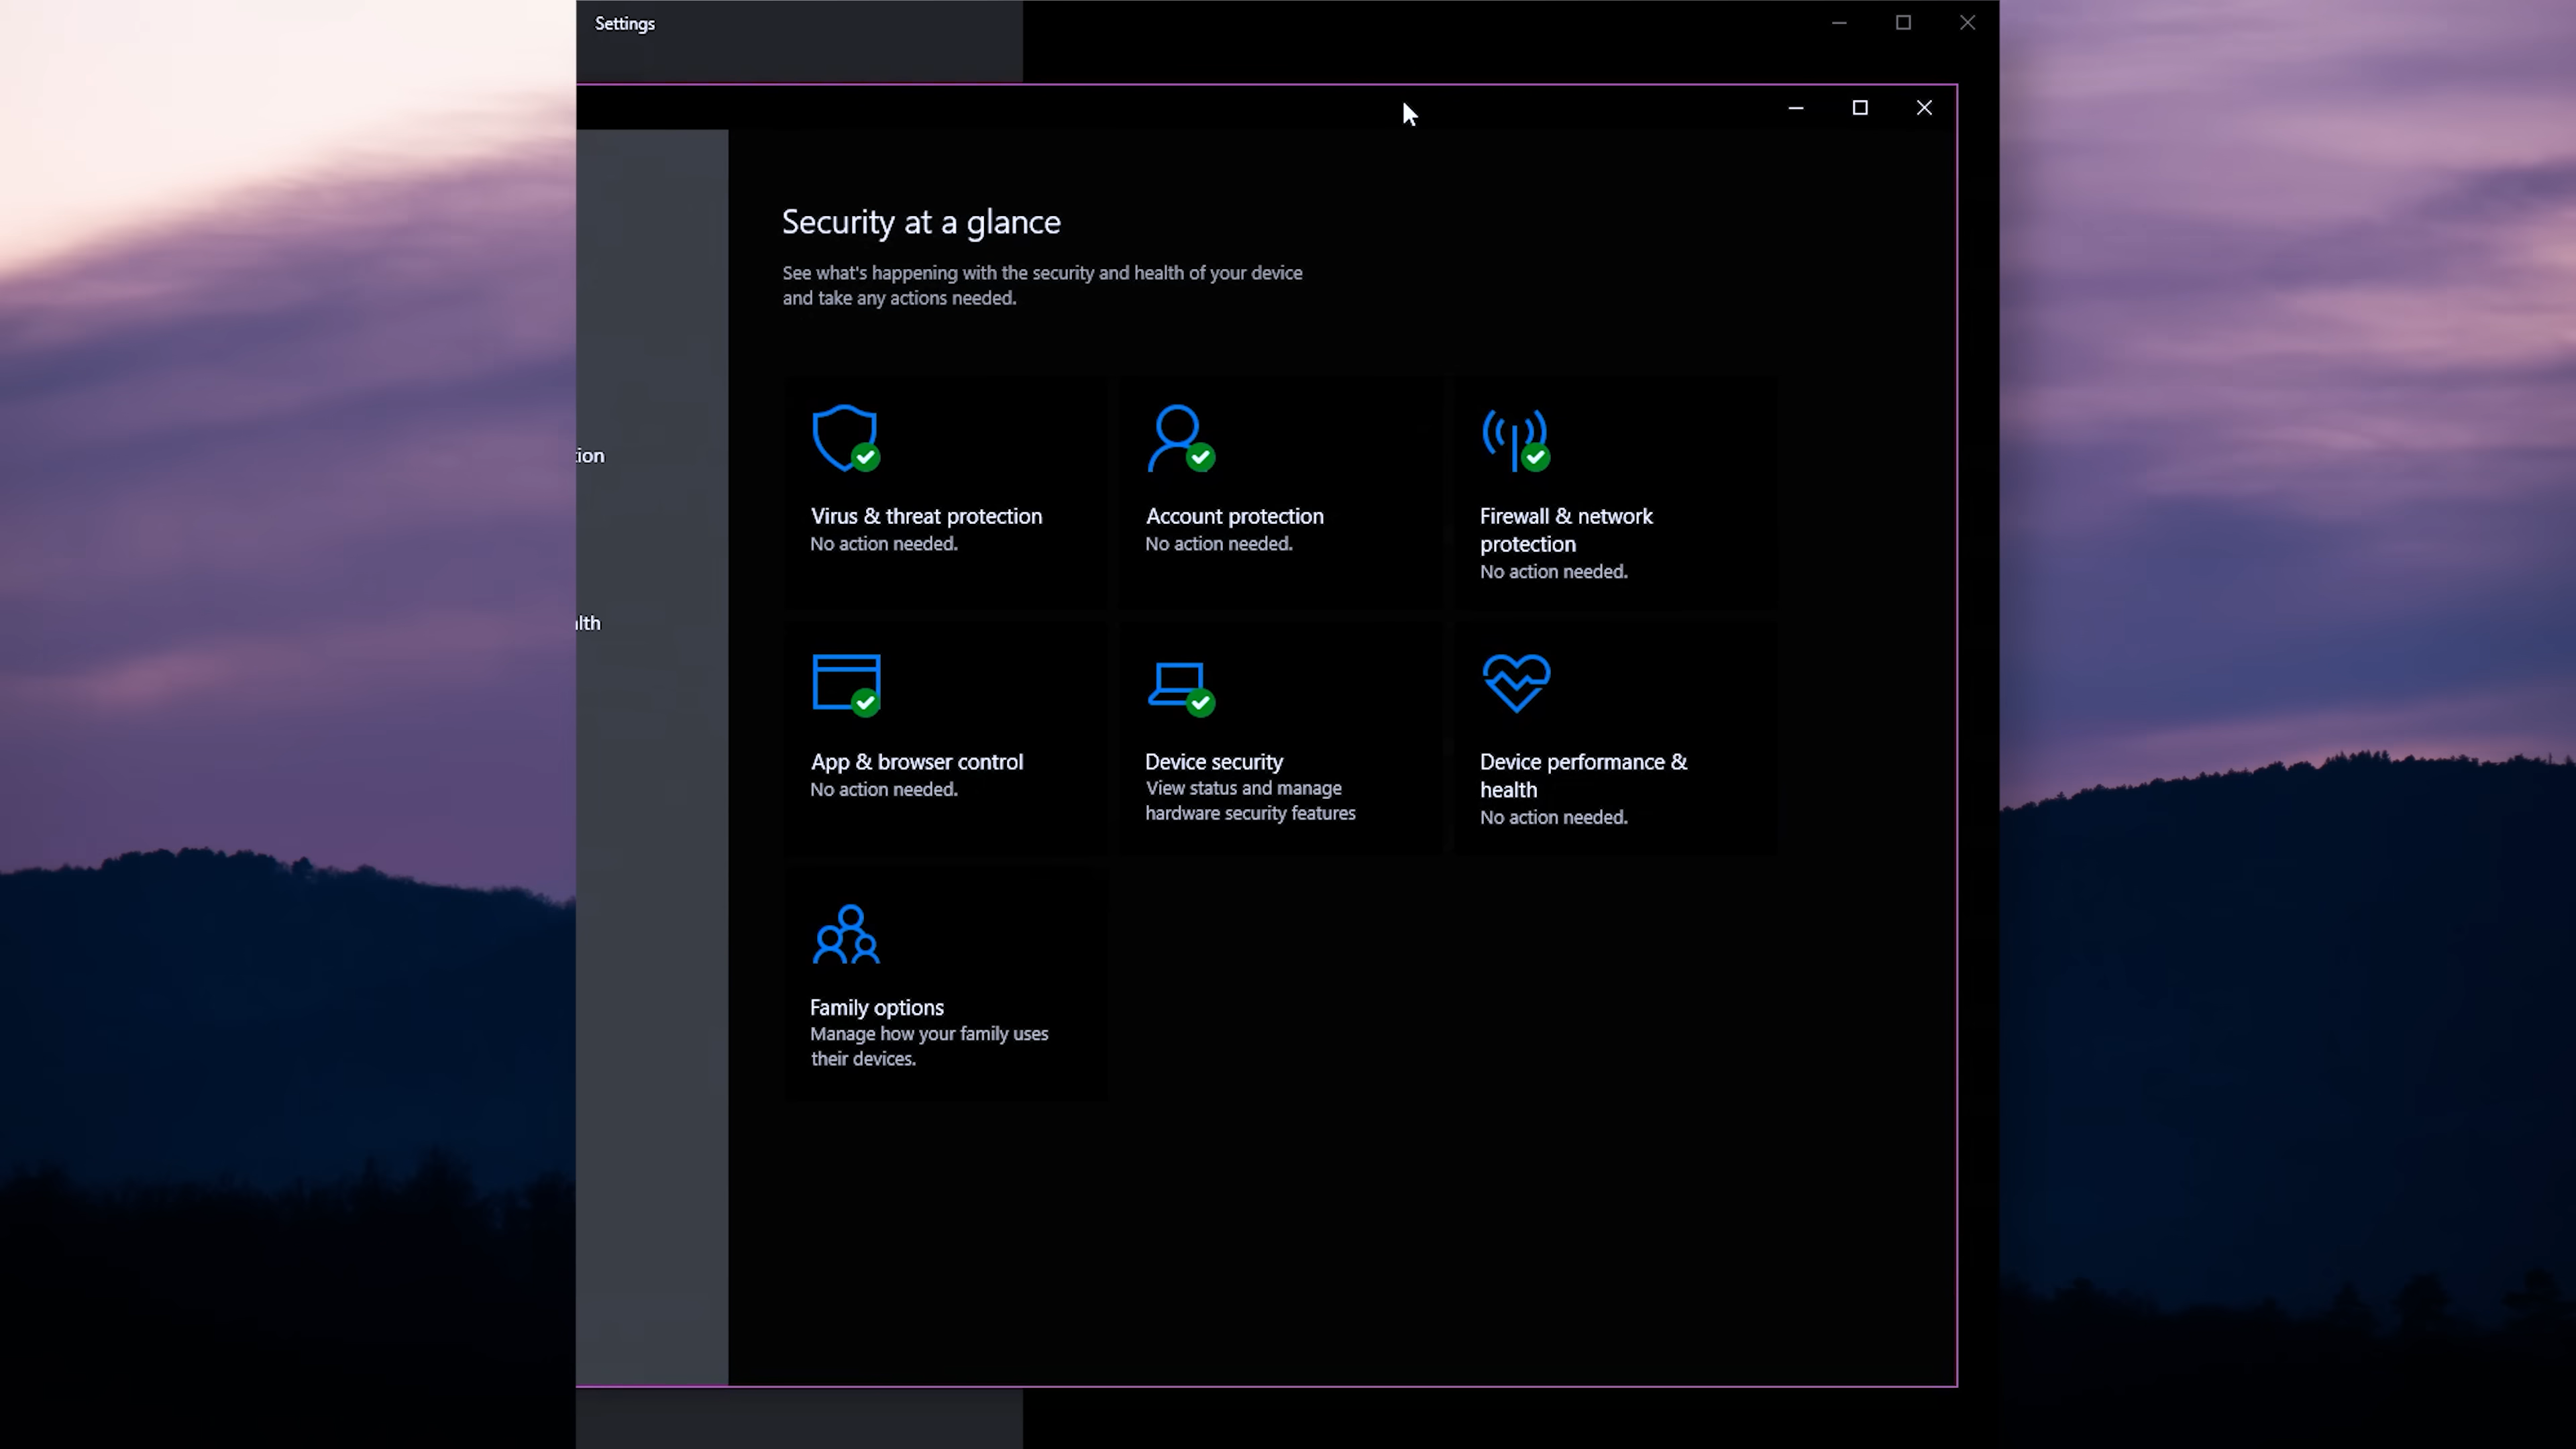 Settings
Security at a glance
See what's happening with the security and health of your device
and take any actions needed.
tion
alth
Virus & threat protection
No action needed.
Account protection
No action needed.
Firewall & network
protection
No action needed.
App & browser control
No action needed.
Device security
View status and manage
hardware security features
Device performance &
health
No action needed.
Family options
Manage how your family uses
their devices.